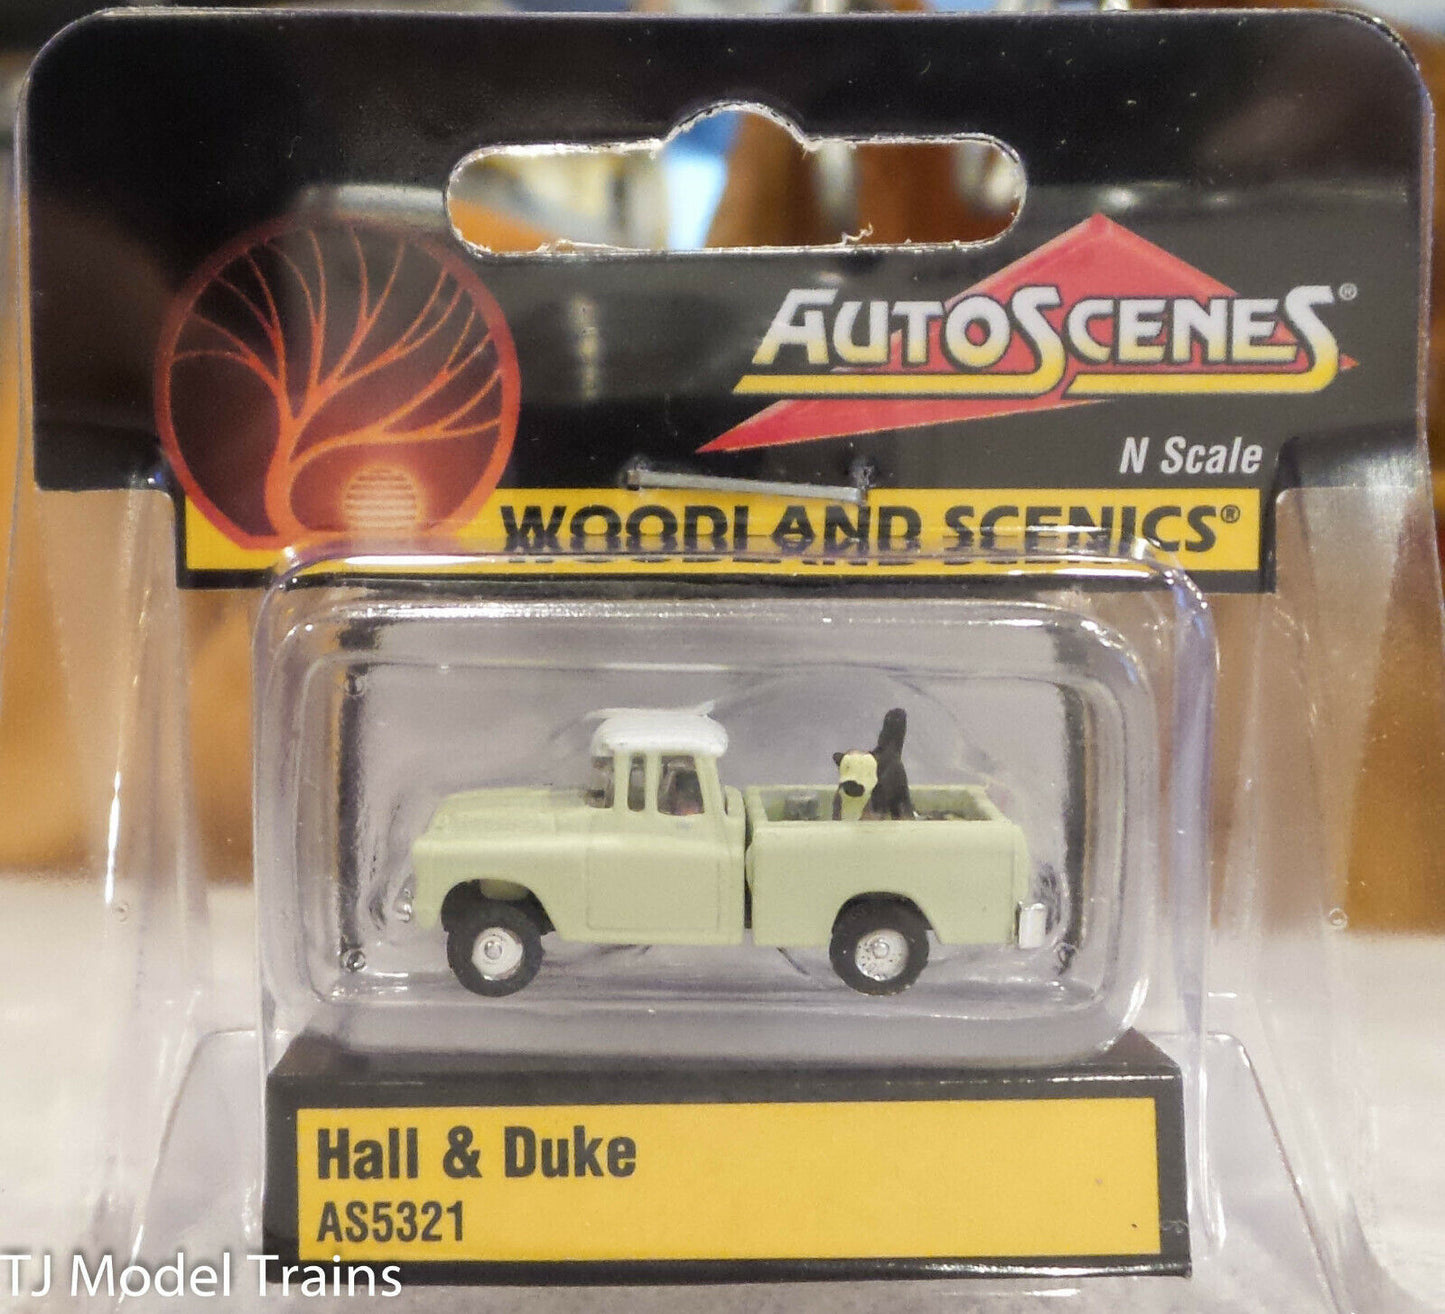 AUTOSCENES®
N Scale
WOODLAND SCENICS®
Hall & Duke
AS5321
TJ Model Trains